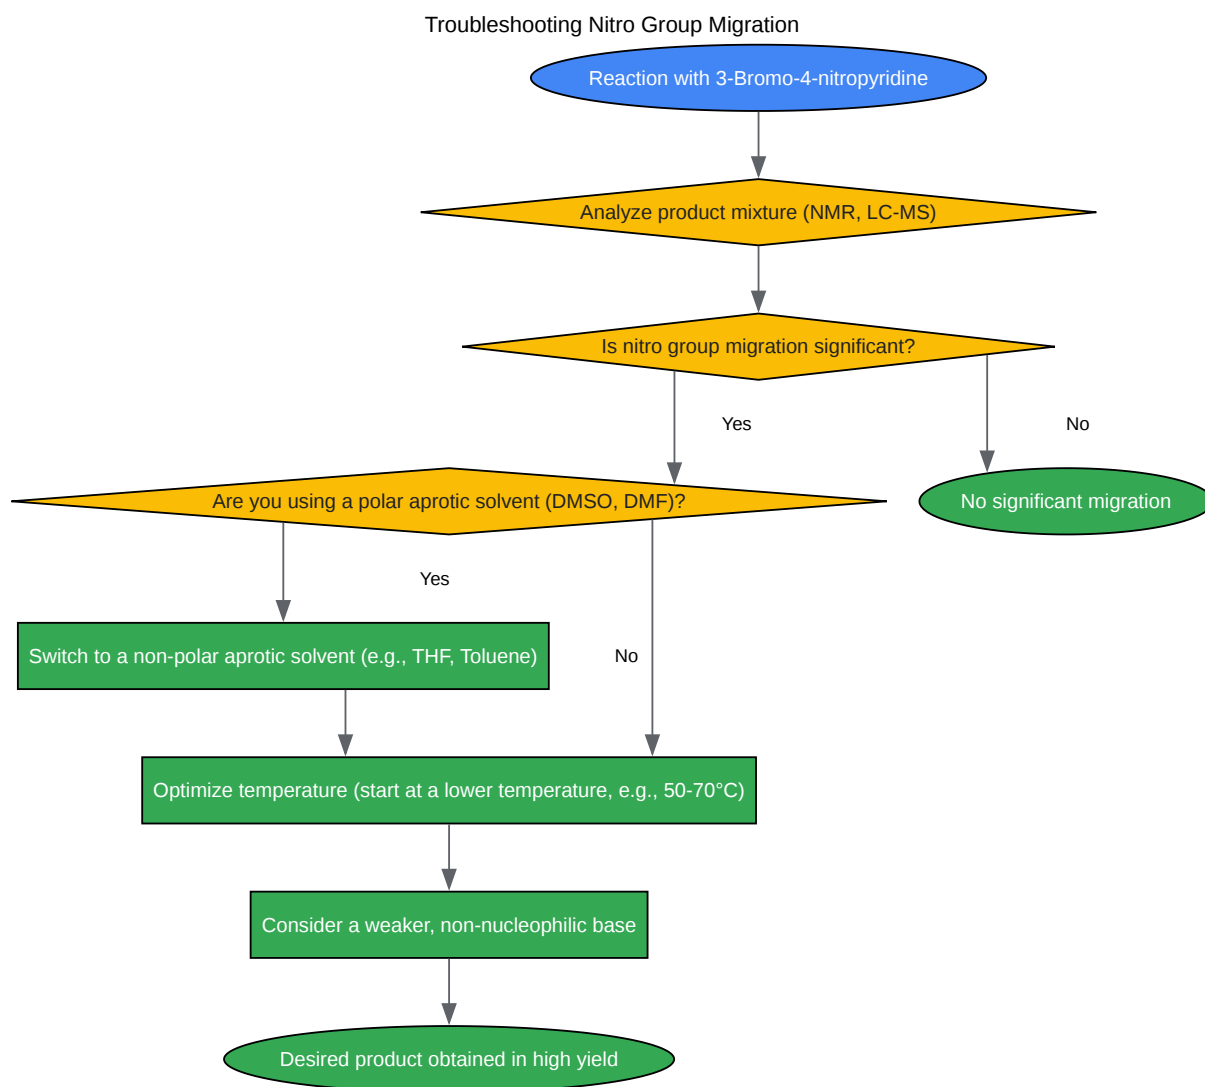 Troubleshooting Nitro Group Migration
Reaction with 3-Bromo-4-nitropyridine
Analyze product mixture (NMR, LC-MS)
Is nitro group migration significant?
Yes
No
Are you using a polar aprotic solvent (DMSO, DMF)?
No significant migration
Yes
Switch to a non-polar aprotic solvent (e.g., THF, Toluene)
No
Optimize temperature (start at a lower temperature, e.g., 50-70°C)
Consider a weaker, non-nucleophilic base
Desired product obtained in high yield